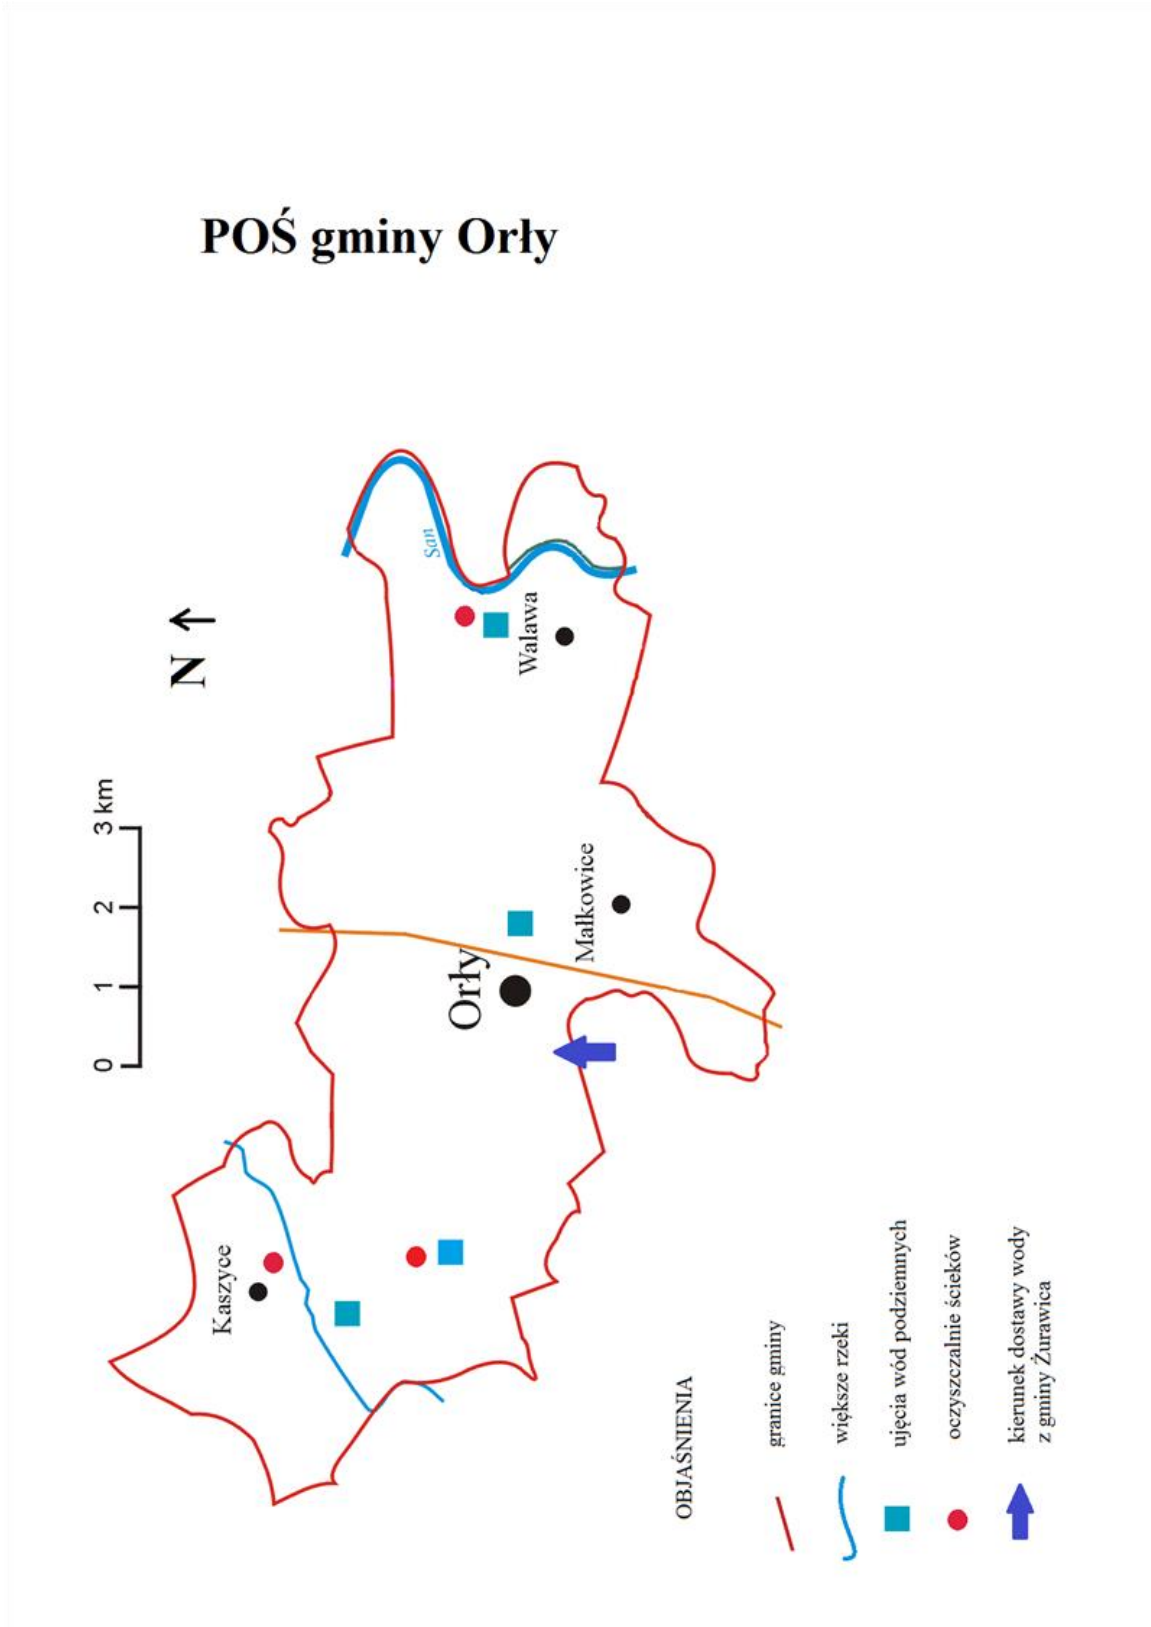 POŚ gminy Orły
N
0 1 2 3 km
San
Walawa
Małkowice
Orły
Kaszyce
OBJAŚNIENIA
granice gminy
większe rzeki
ujęcia wód podziemnych
oczyszczalnie ścieków
kierunek dostawy wody
z gminy Żurawica